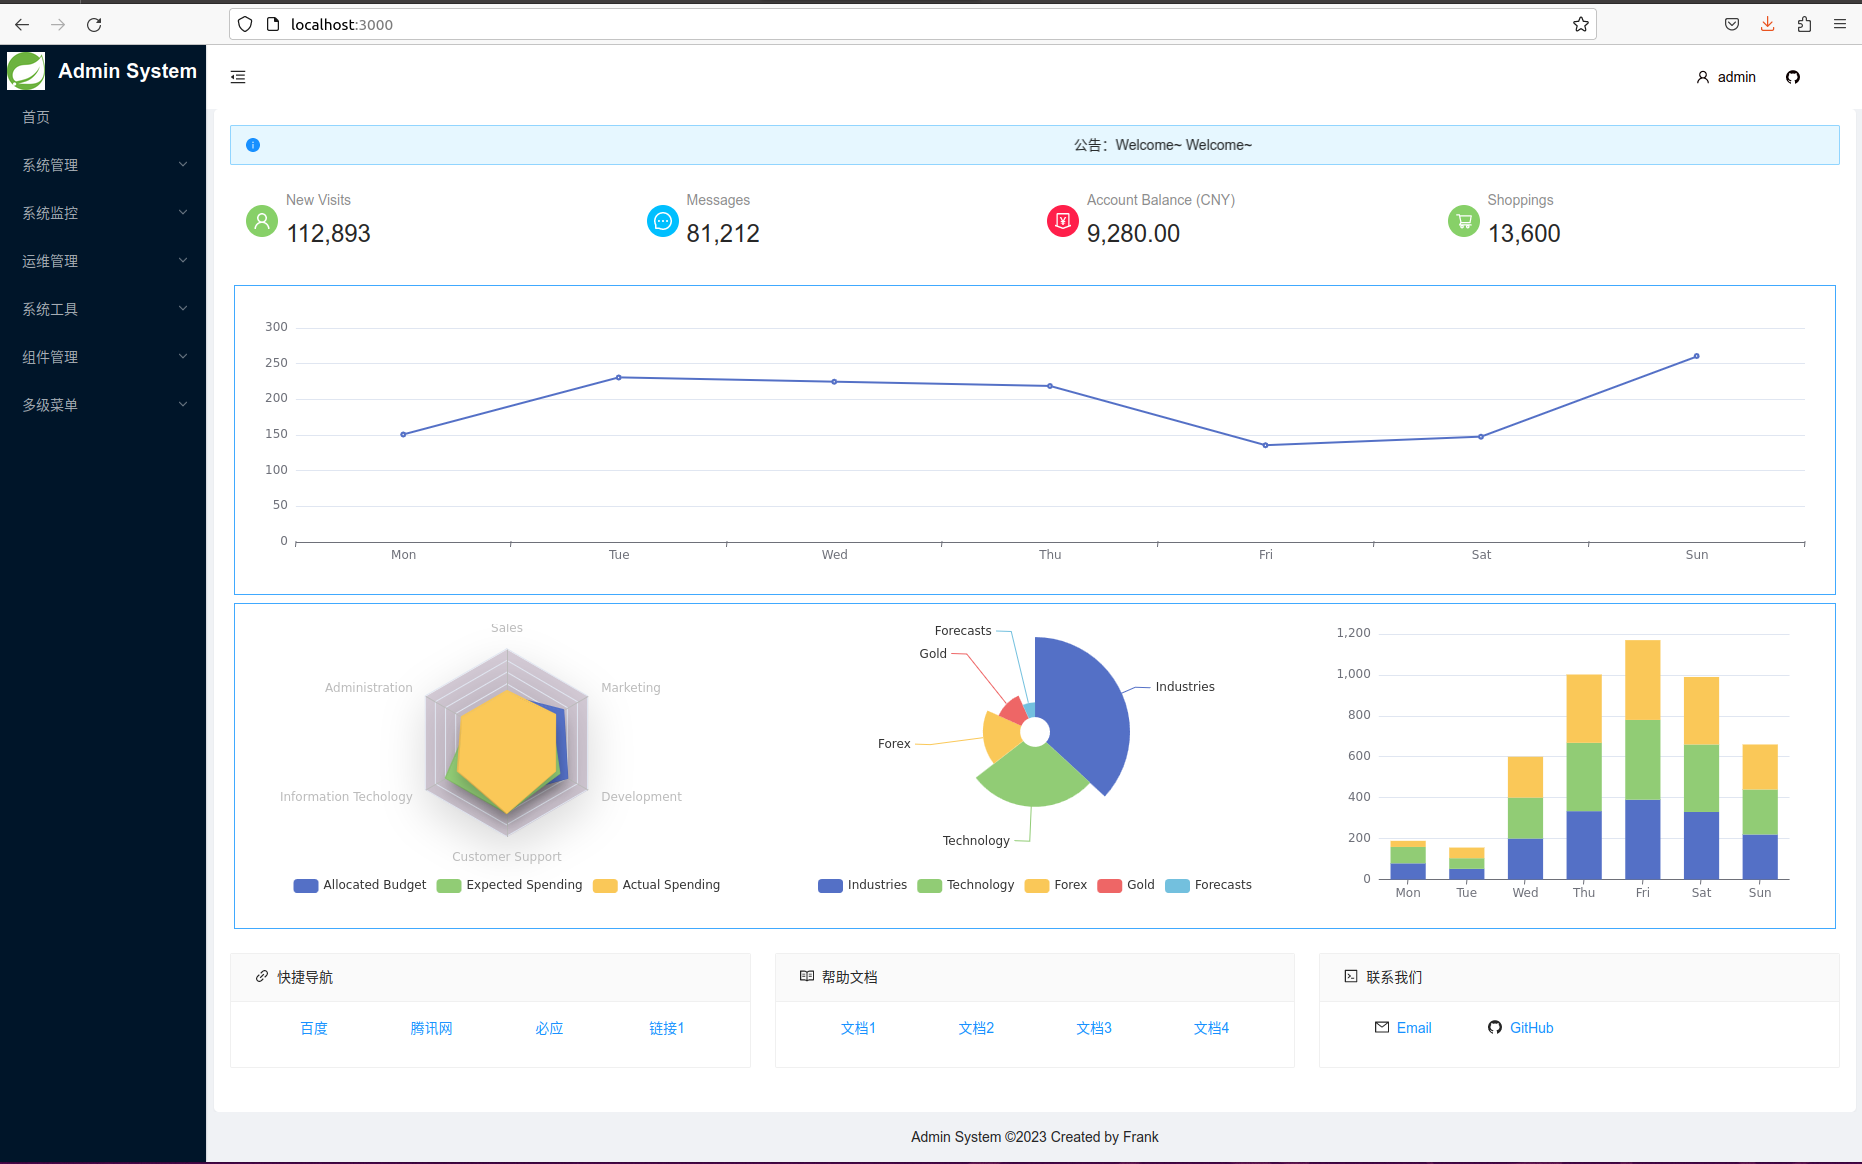 localhost:3000
Admin System
admin
首页
系统管理
系统监控
运维管理
系统工具
组件管理
多级菜单
公告：Welcome~ Welcome~
New Visits
112,893
Messages
81,212
Account Balance (CNY)
9,280.00
Shoppings
13,600
300
250
200
150
100
50
0
Mon Tue Wed Thu Fri Sat Sun
Sales
Administration
Marketing
Information Techology
Development
Customer Support
Allocated Budget Expected Spending Actual Spending
Forecasts
Gold
Industries
Forex
Technology
Industries Technology Forex Gold Forecasts
1,200
1,000
800
600
400
200
0
Mon Tue Wed Thu Fri Sat Sun
快捷导航
百度 腾讯网 必应 链接1
帮助文档
文档1 文档2 文档3 文档4
联系我们
Email GitHub
Admin System ©2023 Created by Frank